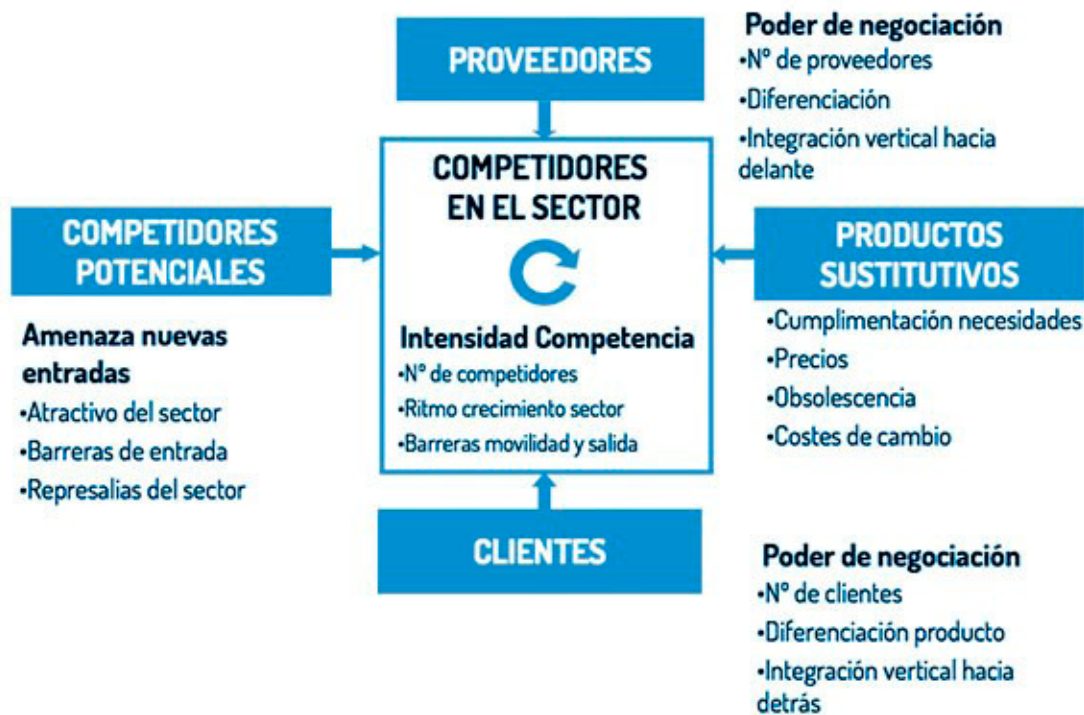 PROVEEDORES
Poder de negociación
•Nº de proveedores
•Diferenciación
•Integración vertical hacia
delante
COMPETIDORES
POTENCIALES
Amenaza nuevas
entradas
•Atractivo del sector
•Barreras de entrada
•Represalias del sector
COMPETIDORES
EN EL SECTOR
Intensidad Competencia
•Nº de competidores
•Ritmo crecimiento sector
•Barreras movilidad y salida
PRODUCTOS
SUSTITUTIVOS
•Cumplimentación necesidades
•Precios
•Obsolescencia
•Costes de cambio
CLIENTES
Poder de negociación
•Nº de clientes
•Diferenciación producto
•Integración vertical hacia
detrás